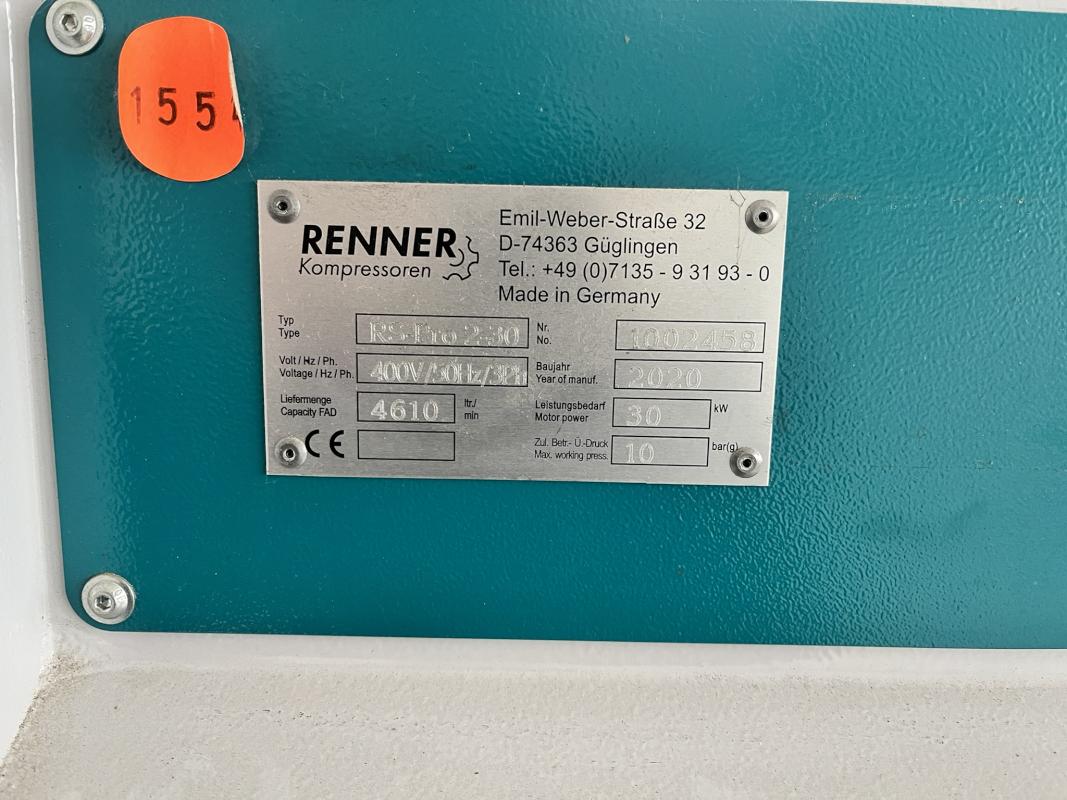 155
RENNER
Kompressoren
Emil-Weber-Straße 32
D-74363 Güglingen
Tel.: +49 (0)7135 - 9 31 93 - 0
Made in Germany
Typ
Type
RS-Pro 2-30
Nr.
No.
1002458
Volt / Hz / Ph.
Voltage / Hz / Ph.
400V/50Hz/3Ph
Baujahr
Year of manuf.
2020
Liefermenge
Capacity FAD
4610
ltr./
min
Leistungsbedarf
Motor power
30
kW
CE
Zul. Betr.- Ü.-Druck
Max. working press.
10
bar(g)